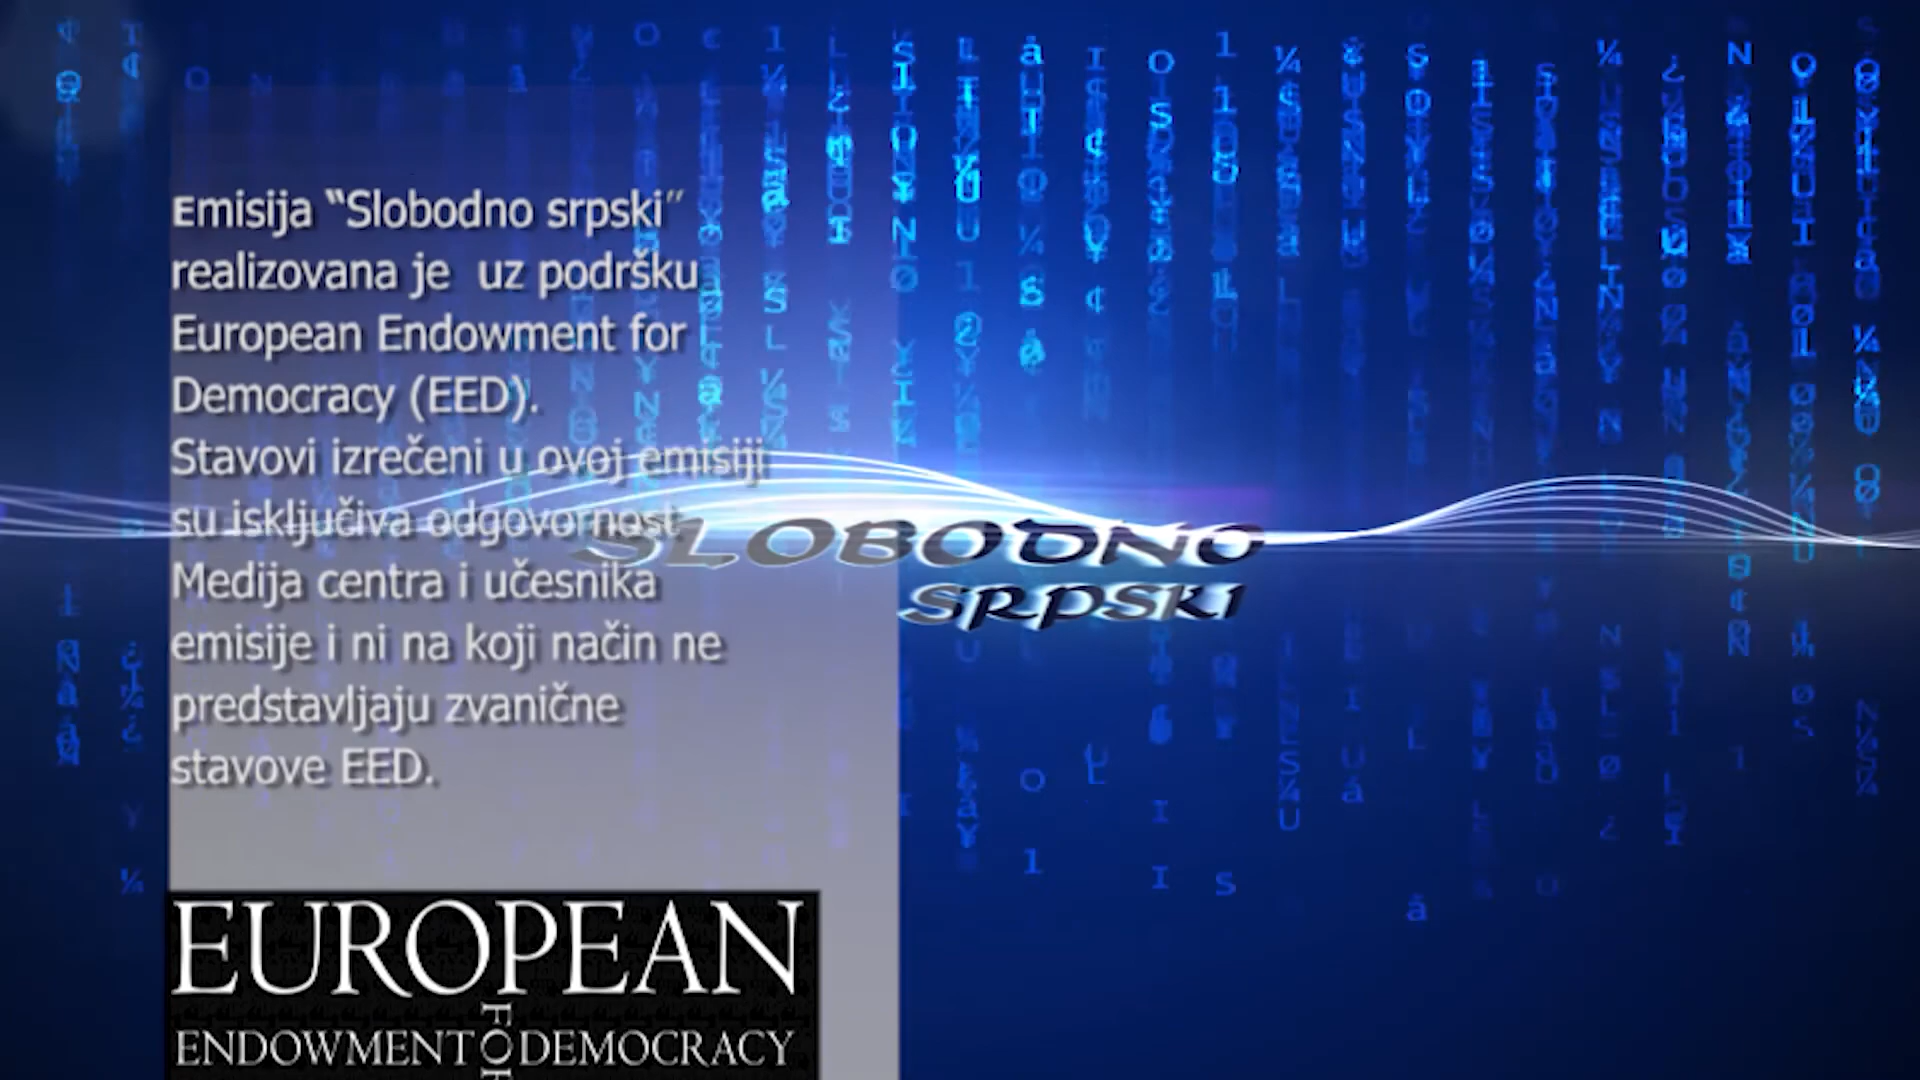 Emisija “Slobodno srpski”
realizovana je uz podršku
European Endowment for
Democracy (EED).
Stavovi izrečeni u ovoj emisiji
su isključiva odgovornost
Medija centra i učesnika
emisije i ni na koji način ne
predstavljaju zvanične
stavove EED.
SLOBODNO
SRPSKI
EUROPEAN
FOR
ENDOWMENT DEMOCRACY